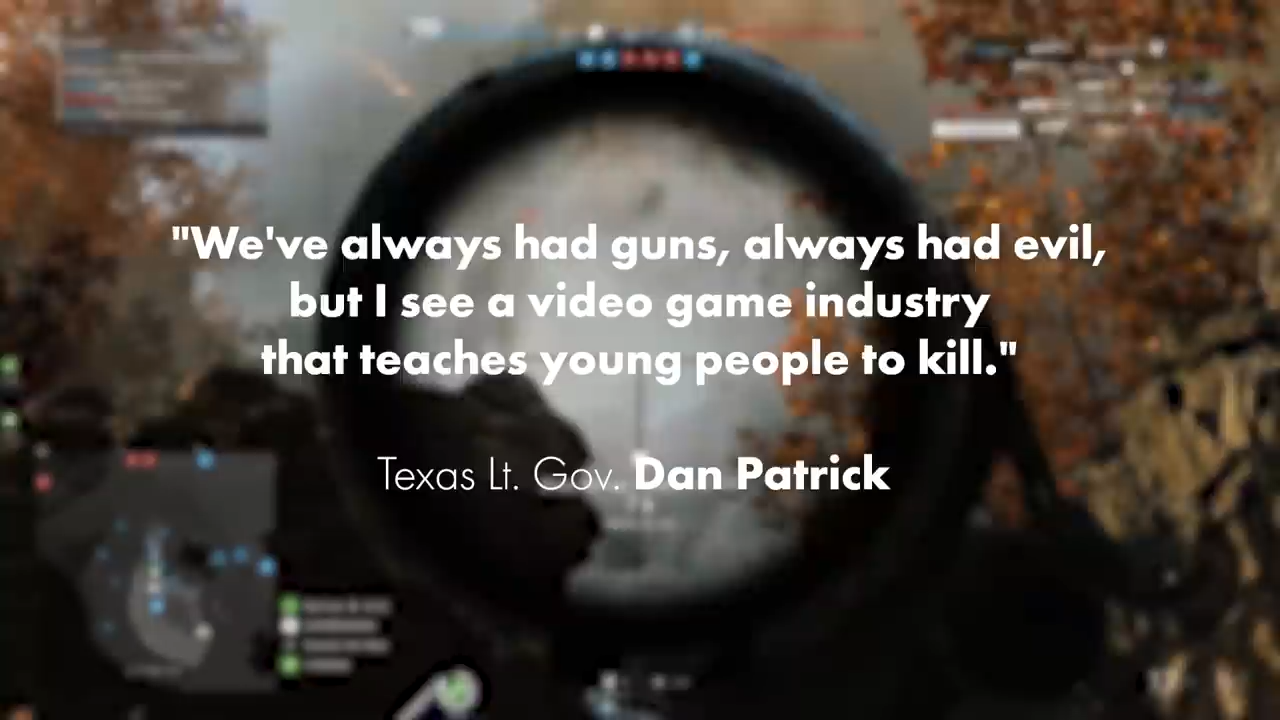 "We've always had guns, always had evil,
but I see a video game industry
that teaches young people to kill."
Texas Lt. Gov. Dan Patrick